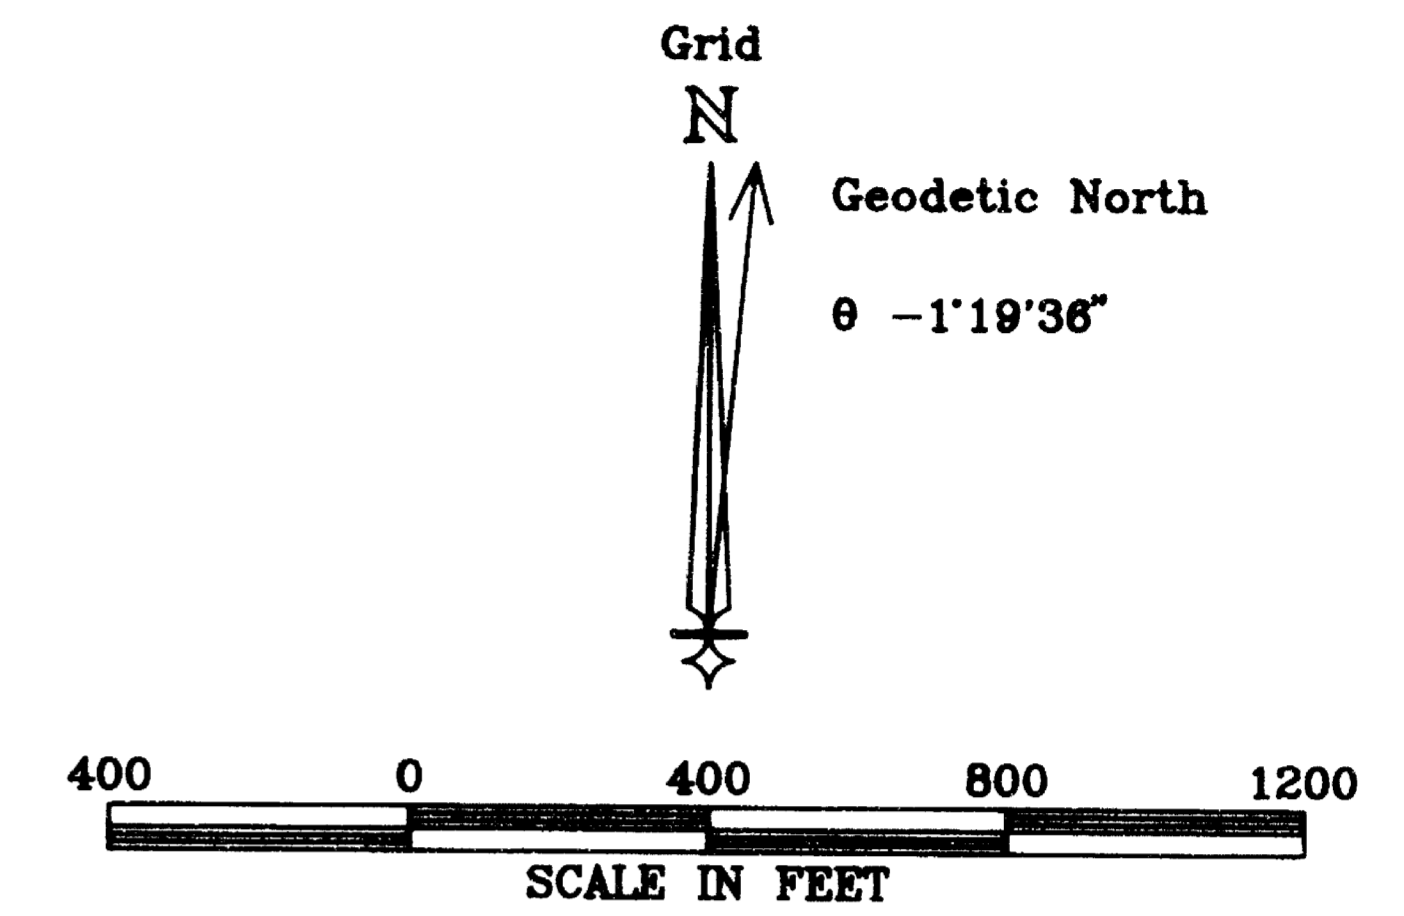 Grid
N
Geodetic North
θ -1°19'36"
400 0 400 800 1200
SCALE IN FEET